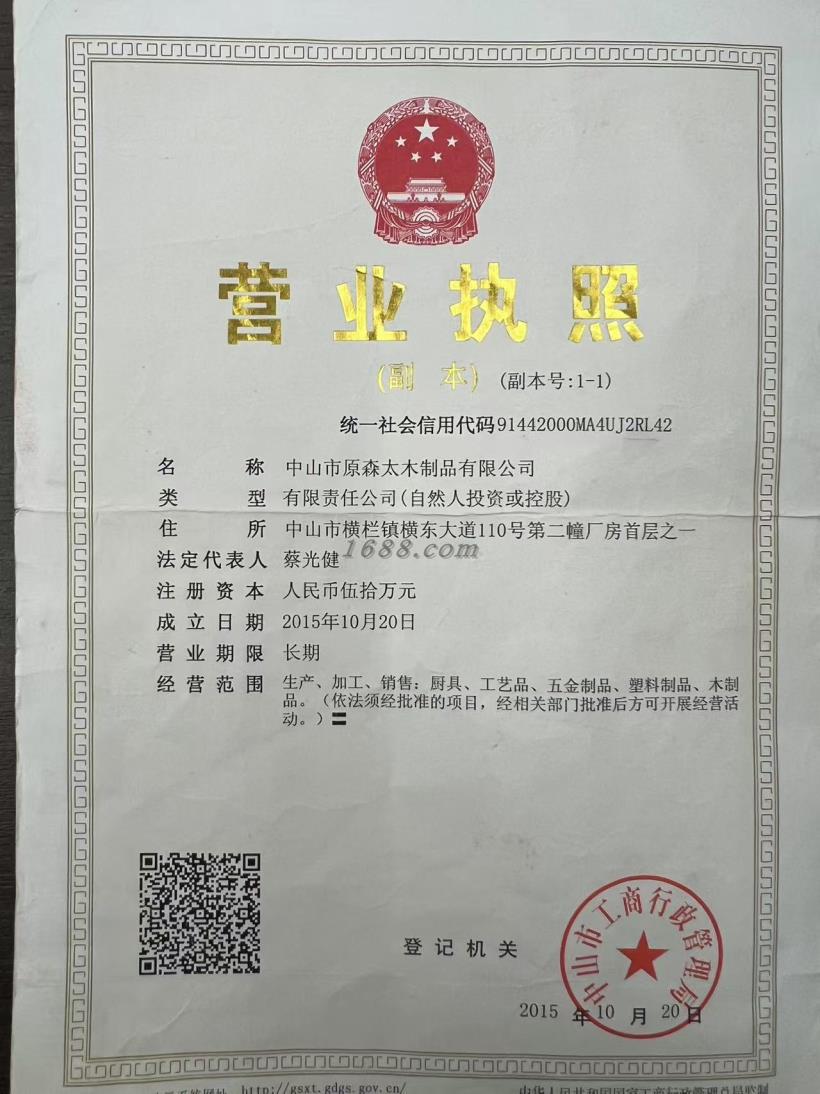 营业执照
(副本) (副本号:1-1)
统一社会信用代码91442000MA4UJ2RL42
名称 中山市原森太木制品有限公司
类型 有限责任公司(自然人投资或控股)
住所 中山市横栏镇横东大道110号第二幢厂房首层之一
1688.com
法定代表人 蔡光健
注册资本 人民币伍拾万元
成立日期 2015年10月20日
营业期限 长期
经营范围 生产、加工、销售：厨具、工艺品、五金制品、塑料制品、木制
品。（依法须经批准的项目，经相关部门批准后方可开展经营活
动。）〓
中山市工商行政管理局
登记机关
2015年10月20日
http://gsxt.gdgs.gov.cn/